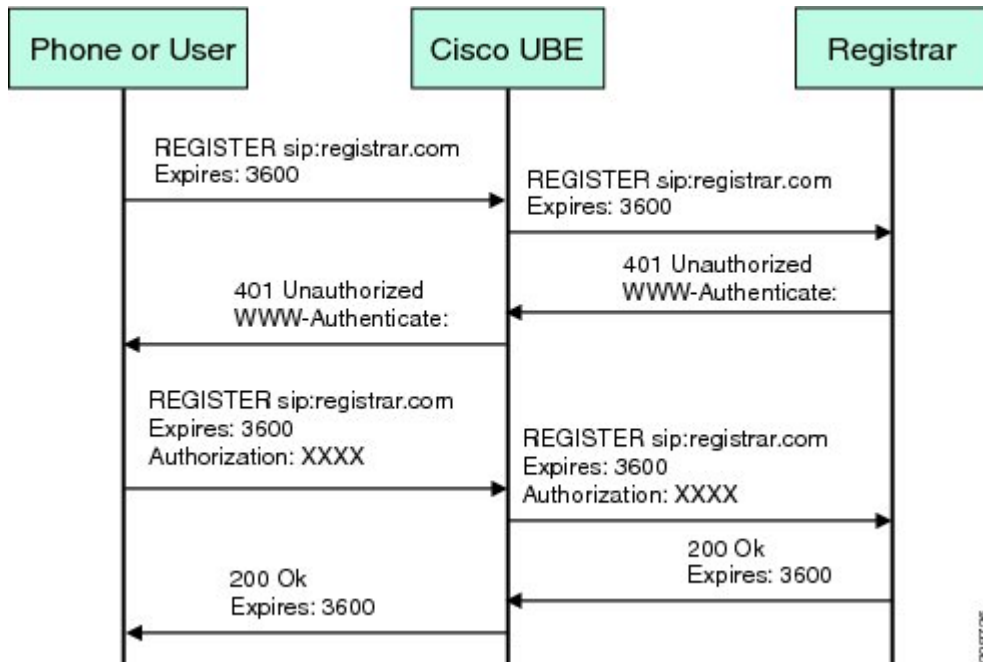 Phone or User
Cisco UBE
Registrar
REGISTER sip:registrar.com
Expires: 3600
REGISTER sip:registrar.com
Expires: 3600
401 Unauthorized
WWW-Authenticate:
401 Unauthorized
WWW-Authenticate:
REGISTER sip:registrar.com
Expires: 3600
Authorization: XXXX
REGISTER sip:registrar.com
Expires: 3600
Authorization: XXXX
200 Ok
Expires: 3600
200 Ok
Expires: 3600